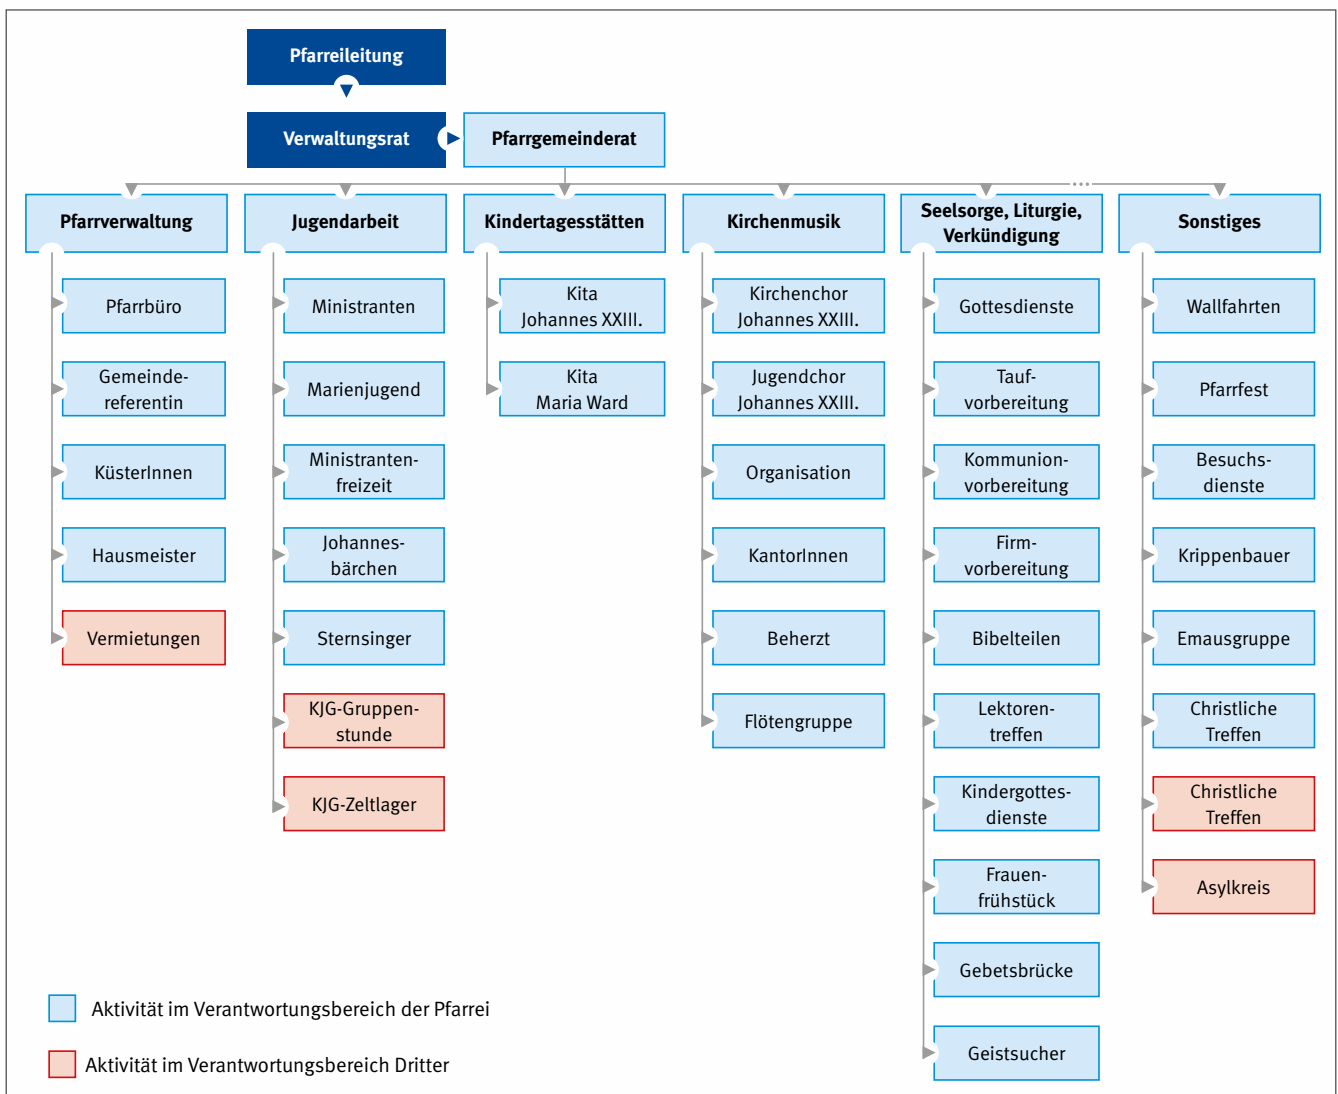 Pfarreileitung
Verwaltungsrat
Pfarrgemeinderat
Pfarrverwaltung
Pfarrbüro
Gemeinde-
referentin
KüsterInnen
Hausmeister
Vermietungen
Jugendarbeit
Ministranten
Marienjugend
Ministranten-
freizeit
Johannes-
bärchen
Sternsinger
KJG-Gruppen-
stunde
KJG-Zeltlager
Kindertagesstätten
Kita
Johannes XXIII.
Kita
Maria Ward
Kirchenmusik
Kirchenchor
Johannes XXIII.
Jugendchor
Johannes XXIII.
Organisation
KantorInnen
Beherzt
Flötengruppe
Seelsorge, Liturgie,
Verkündigung
Gottesdienste
Tauf-
vorbereitung
Kommunion-
vorbereitung
Firm-
vorbereitung
Bibelteilen
Lektoren-
treffen
Kindergottes-
dienste
Frauen-
frühstück
Gebetsbrücke
Geistsucher
Sonstiges
Wallfahrten
Pfarrfest
Besuchs-
dienste
Krippenbauer
Emausgruppe
Christliche
Treffen
Christliche
Treffen
Asylkreis
Aktivität im Verantwortungsbereich der Pfarrei
Aktivität im Verantwortungsbereich Dritter